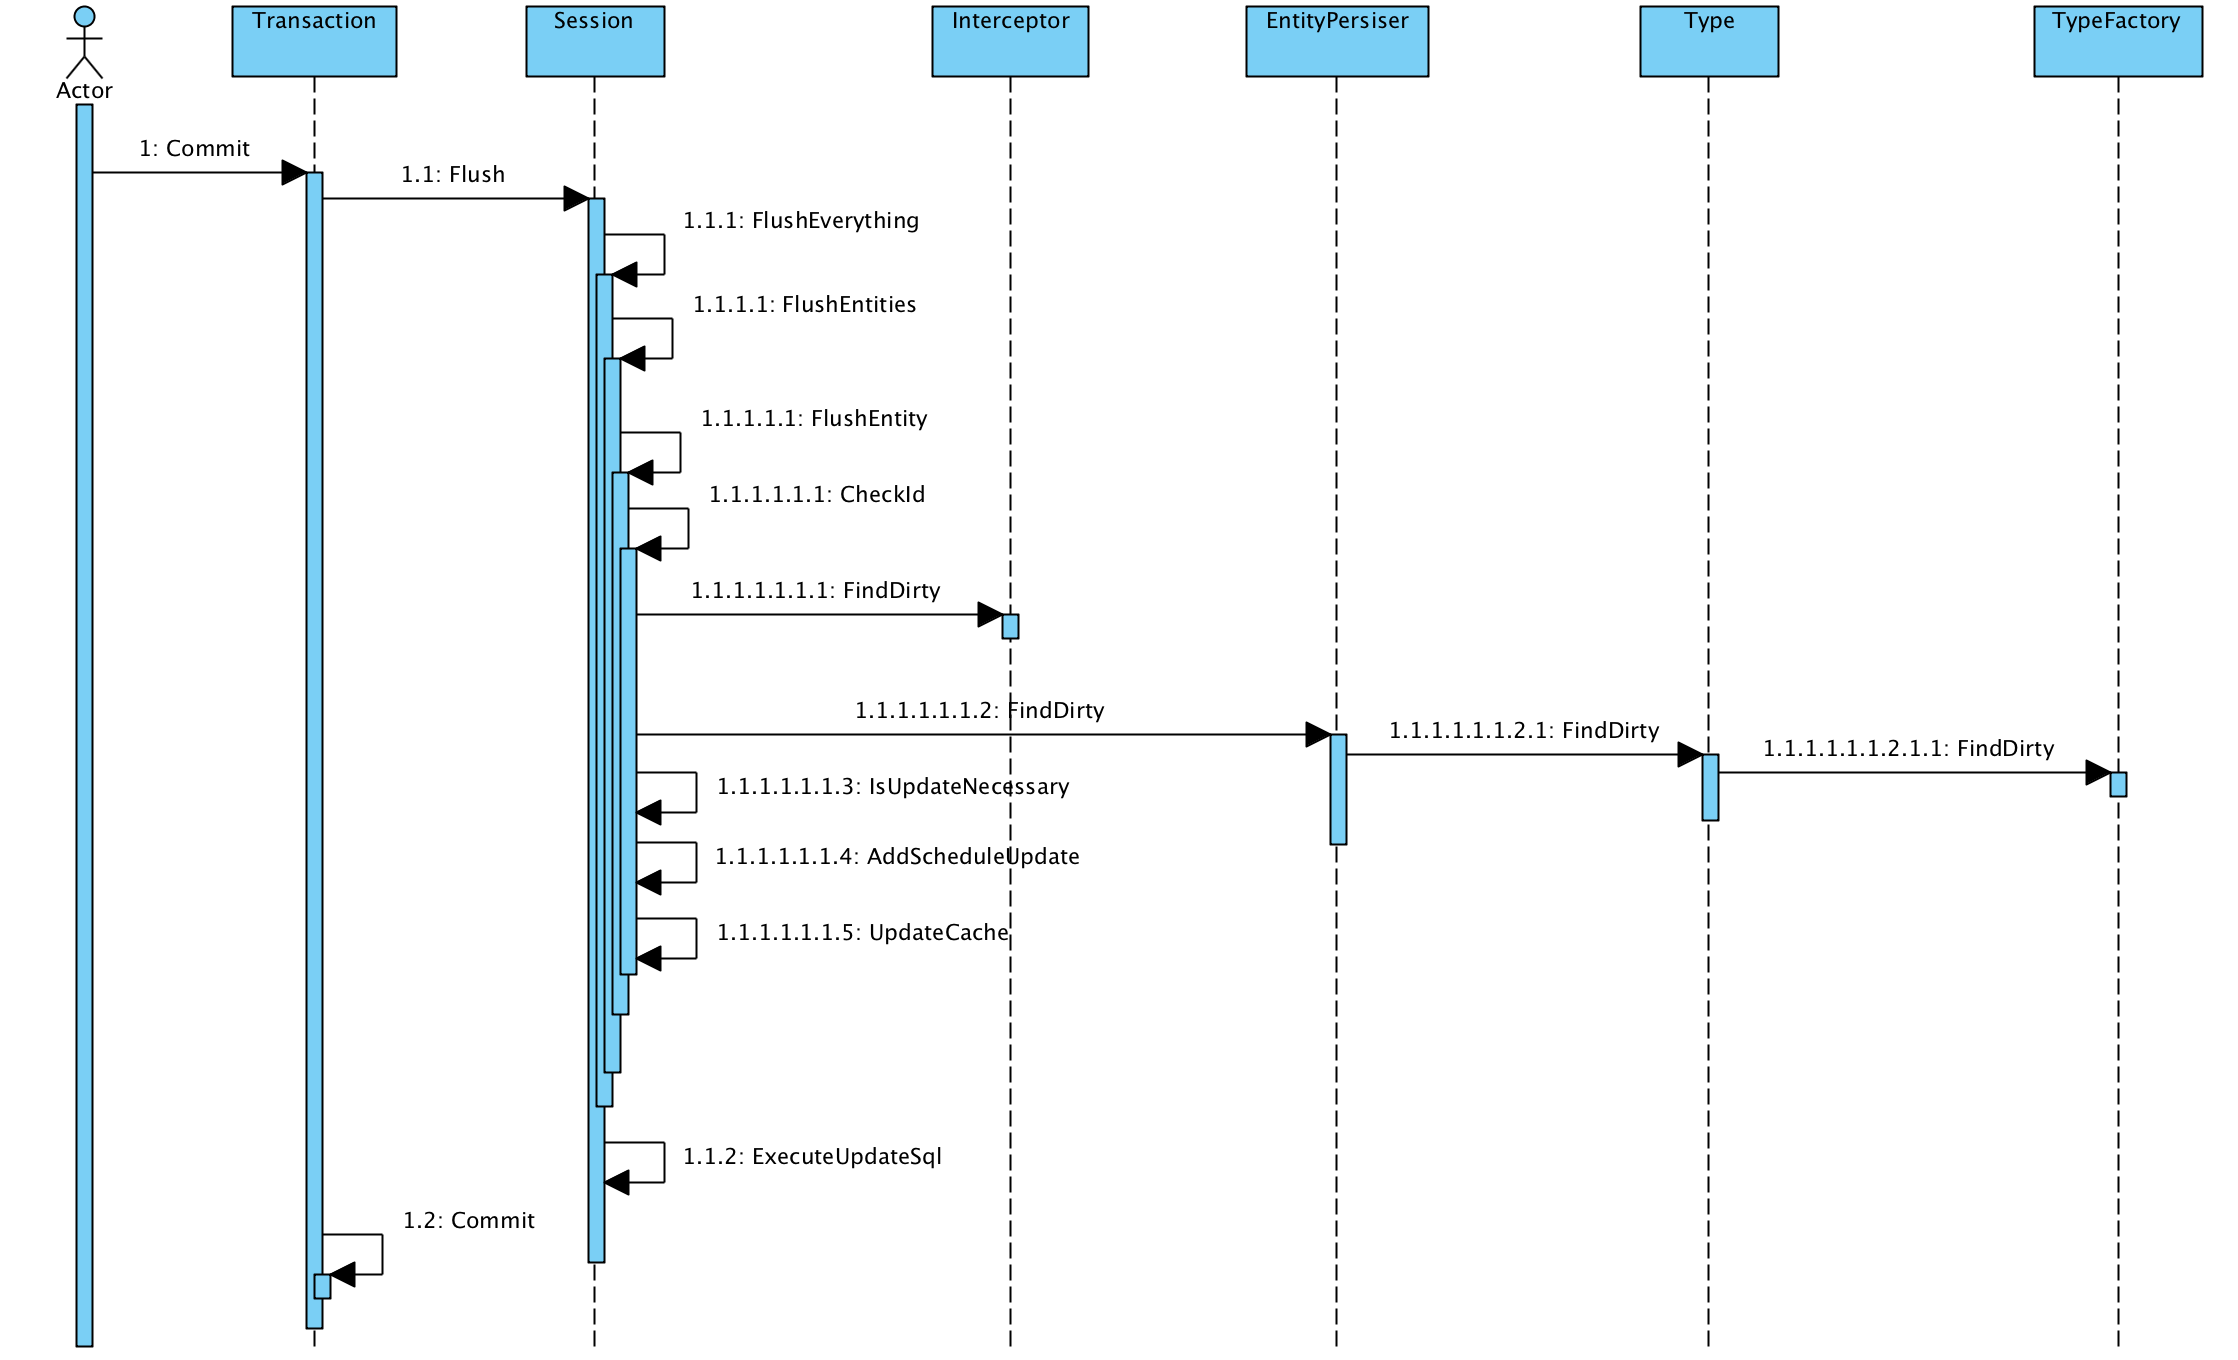 Transaction
Session
Interceptor
EntityPersiser
Type
TypeFactory
Actor
1: Commit
1.1: Flush
1.1.1: FlushEverything
1.1.1.1: FlushEntities
1.1.1.1.1: FlushEntity
1.1.1.1.1.1: CheckId
1.1.1.1.1.1.1: FindDirty
1.1.1.1.1.1.2: FindDirty
1.1.1.1.1.1.2.1: FindDirty
1.1.1.1.1.1.2.1.1: FindDirty
1.1.1.1.1.1.3: IsUpdateNecessary
1.1.1.1.1.1.4: AddScheduleUpdate
1.1.1.1.1.1.5: UpdateCache
1.1.2: ExecuteUpdateSql
1.2: Commit